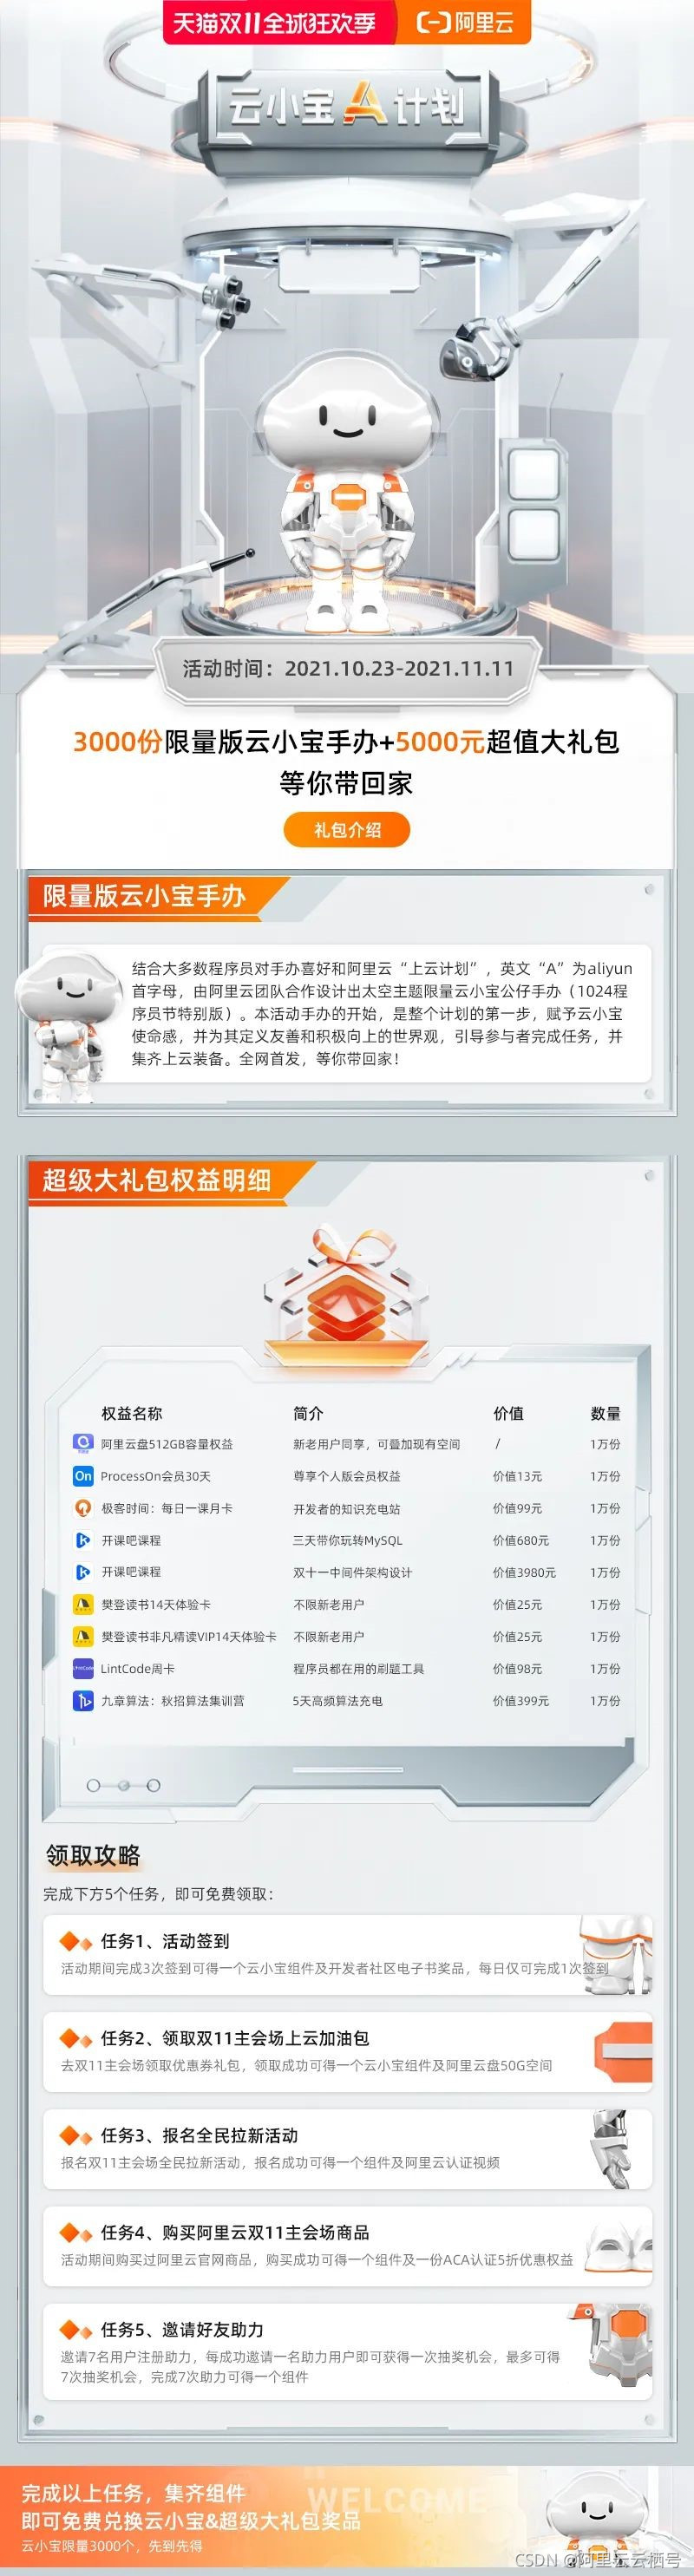 天猫双11全球狂欢季
阿里云
云小宝A计划
活动时间：2021.10.23-2021.11.11
3000份限量版云小宝手办+5000元超值大礼包
等你带回家
礼包介绍
限量版云小宝手办
结合大多数程序员对手办喜好和阿里云“上云计划”，英文“A”为aliyun
首字母，由阿里云团队合作设计出太空主题限量云小宝公仔手办（1024程
序员节特别版）。本活动手办的开始，是整个计划的第一步，赋予云小宝
使命感，并为其定义友善和积极向上的世界观，引导参与者完成任务，并
集齐上云装备。全网首发，等你带回家！
超级大礼包权益明细
权益名称 简介 价值 数量
阿里云盘512GB容量权益 新老用户同享，可叠加现有空间 / 1万份
On ProcessOn会员30天 尊享个人版会员权益 价值13元 1万份
极客时间：每日一课月卡 开发者的知识充电站 价值99元 1万份
开课吧课程 三天带你玩转MySQL 价值680元 1万份
开课吧课程 双十一中间件架构设计 价值3980元 1万份
樊登读书14天体验卡 不限新老用户 价值25元 1万份
樊登读书非凡精读VIP14天体验卡 不限新老用户 价值25元 1万份
LintCode LintCode周卡 程序员都在用的刷题工具 价值98元 1万份
九章算法：秋招算法集训营 5天高频算法充电 价值399元 1万份
领取攻略
完成下方5个任务，即可免费领取：
任务1、活动签到
活动期间完成3次签到可得一个云小宝组件及开发者社区电子书奖品，每日仅可完成1次签到
任务2、领取双11主会场上云加油包
去双11主会场领取优惠券礼包，领取成功可得一个云小宝组件及阿里云盘50G空间
任务3、报名全民拉新活动
报名双11主会场全民拉新活动，报名成功可得一个组件及阿里云认证视频
任务4、购买阿里云双11主会场商品
活动期间购买过阿里云官网商品，购买成功可得一个组件及一份ACA认证5折优惠权益
任务5、邀请好友助力
邀请7名用户注册助力，每成功邀请一名助力用户即可获得一次抽奖机会，最多可得
7次抽奖机会，完成7次助力可得一个组件
WELCOME
完成以上任务，集齐组件
即可免费兑换云小宝&超级大礼包奖品
云小宝限量3000个，先到先得
CSDN @阿里云云栖号